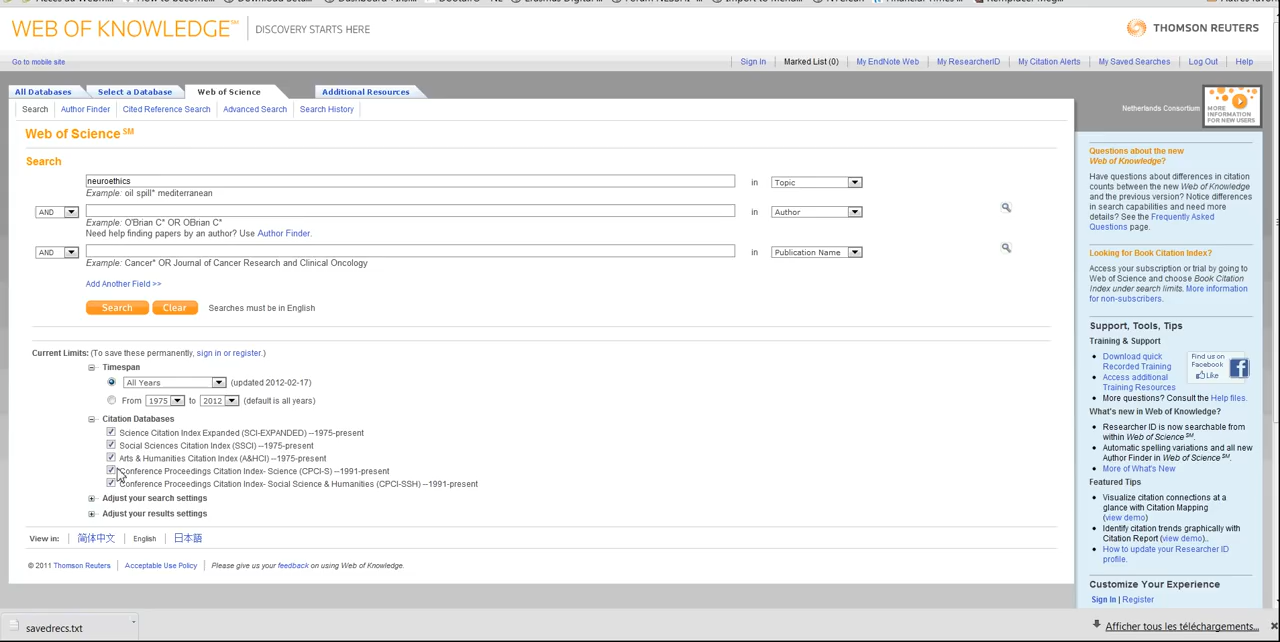 WEB OF KNOWLEDGE℠ DISCOVERY STARTS HERE
THOMSON REUTERS
Go to mobile site
Sign In Marked List (0) My EndNote Web My ResearcherID My Citation Alerts My Saved Searches Log Out Help
All Databases Select a Database Web of Science Additional Resources
Search Author Finder Cited Reference Search Advanced Search Search History
Netherlands Consortium
MORE INFORMATION FOR NEW USERS
Web of Science℠
Search
neuroethics in Topic
Example: oil spill* mediterranean
AND in Author
Example: O'Brian C* OR OBrian C*
Need help finding papers by an author? Use Author Finder.
AND in Publication Name
Example: Cancer* OR Journal of Cancer Research and Clinical Oncology
Add Another Field >>
Search Clear Searches must be in English
Current Limits: (To save these permanently, sign in or register.)
Timespan
All Years (updated 2012-02-17)
From 1975 to 2012 (default is all years)
Citation Databases
Science Citation Index Expanded (SCI-EXPANDED) --1975-present
Social Sciences Citation Index (SSCI) --1975-present
Arts & Humanities Citation Index (A&HCI) --1975-present
Conference Proceedings Citation Index- Science (CPCI-S) --1991-present
Conference Proceedings Citation Index- Social Science & Humanities (CPCI-SSH) --1991-present
Adjust your search settings
Adjust your results settings
View in: 简体中文 English 日本語
© 2011 Thomson Reuters Acceptable Use Policy Please give us your feedback on using Web of Knowledge.
Questions about the new
Web of Knowledge?
Have questions about differences in citation
counts between the new Web of Knowledge
and the previous version? Notice differences
in search capabilities and need more
details? See the Frequently Asked
Questions page.
Looking for Book Citation Index?
Access your subscription or trial by going to
Web of Science and choose Book Citation
Index under search limits. More information
for non-subscribers.
Support, Tools, Tips
Training & Support
Download quick
Recorded Training
Find us on
Facebook
Like
Access additional
Training Resources
More questions? Consult the Help files.
What's new in Web of Knowledge?
Researcher ID is now searchable from
within Web of Science ℠.
Automatic spelling variations and all new
Author Finder in Web of Science ℠.
More of What's New
Featured Tips
Visualize citation connections at a
glance with Citation Mapping
(view demo)
Identify citation trends graphically with
Citation Report (view demo)..
How to update your Researcher ID
profile.
Customize Your Experience
Sign In | Register
savedrecs.txt
Afficher tous les téléchargements...